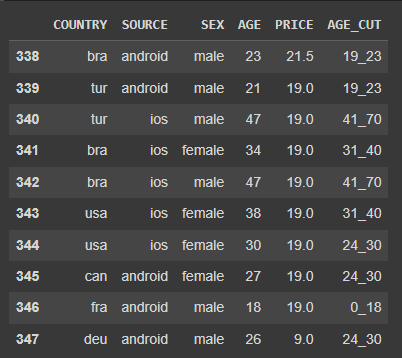 COUNTRY SOURCE SEX AGE PRICE AGE_CUT
338 bra android male 23 21.5 19_23
339 tur android male 21 19.0 19_23
340 tur ios male 47 19.0 41_70
341 bra ios female 34 19.0 31_40
342 bra ios male 47 19.0 41_70
343 usa ios female 38 19.0 31_40
344 usa ios female 30 19.0 24_30
345 can android female 27 19.0 24_30
346 fra android male 18 19.0 0_18
347 deu android male 26 9.0 24_30